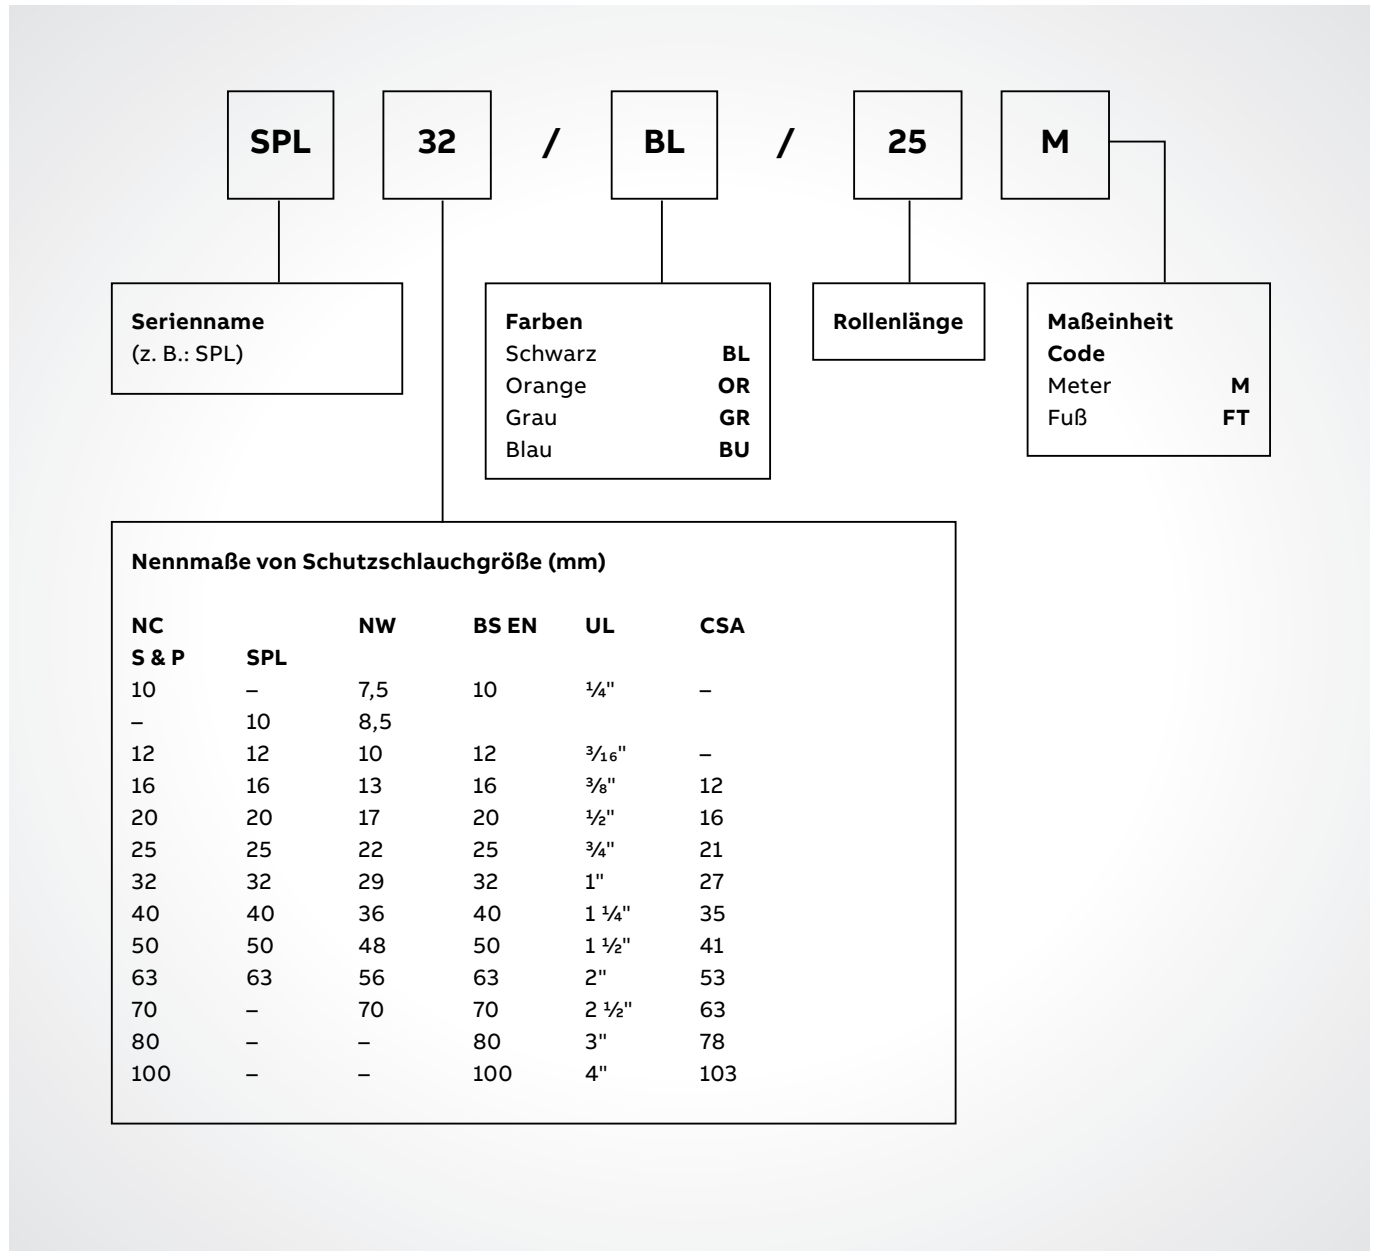 SPL 32 / BL / 25 M
Serienname
(z. B.: SPL)
Farben
Schwarz BL
Orange OR
Grau GR
Blau BU
Rollenlänge
Maßeinheit
Code
Meter M
Fuß FT
Nennmaße von Schutzschlauchgröße (mm)
NC NW BS EN UL CSA
S & P SPL
10 – 7,5 10 ¼" –
– 10 8,5
12 12 10 12 ³⁄₁₆" –
16 16 13 16 ⅜" 12
20 20 17 20 ½" 16
25 25 22 25 ¾" 21
32 32 29 32 1" 27
40 40 36 40 1 ¼" 35
50 50 48 50 1 ½" 41
63 63 56 63 2" 53
70 – 70 70 2 ½" 63
80 – – 80 3" 78
100 – – 100 4" 103